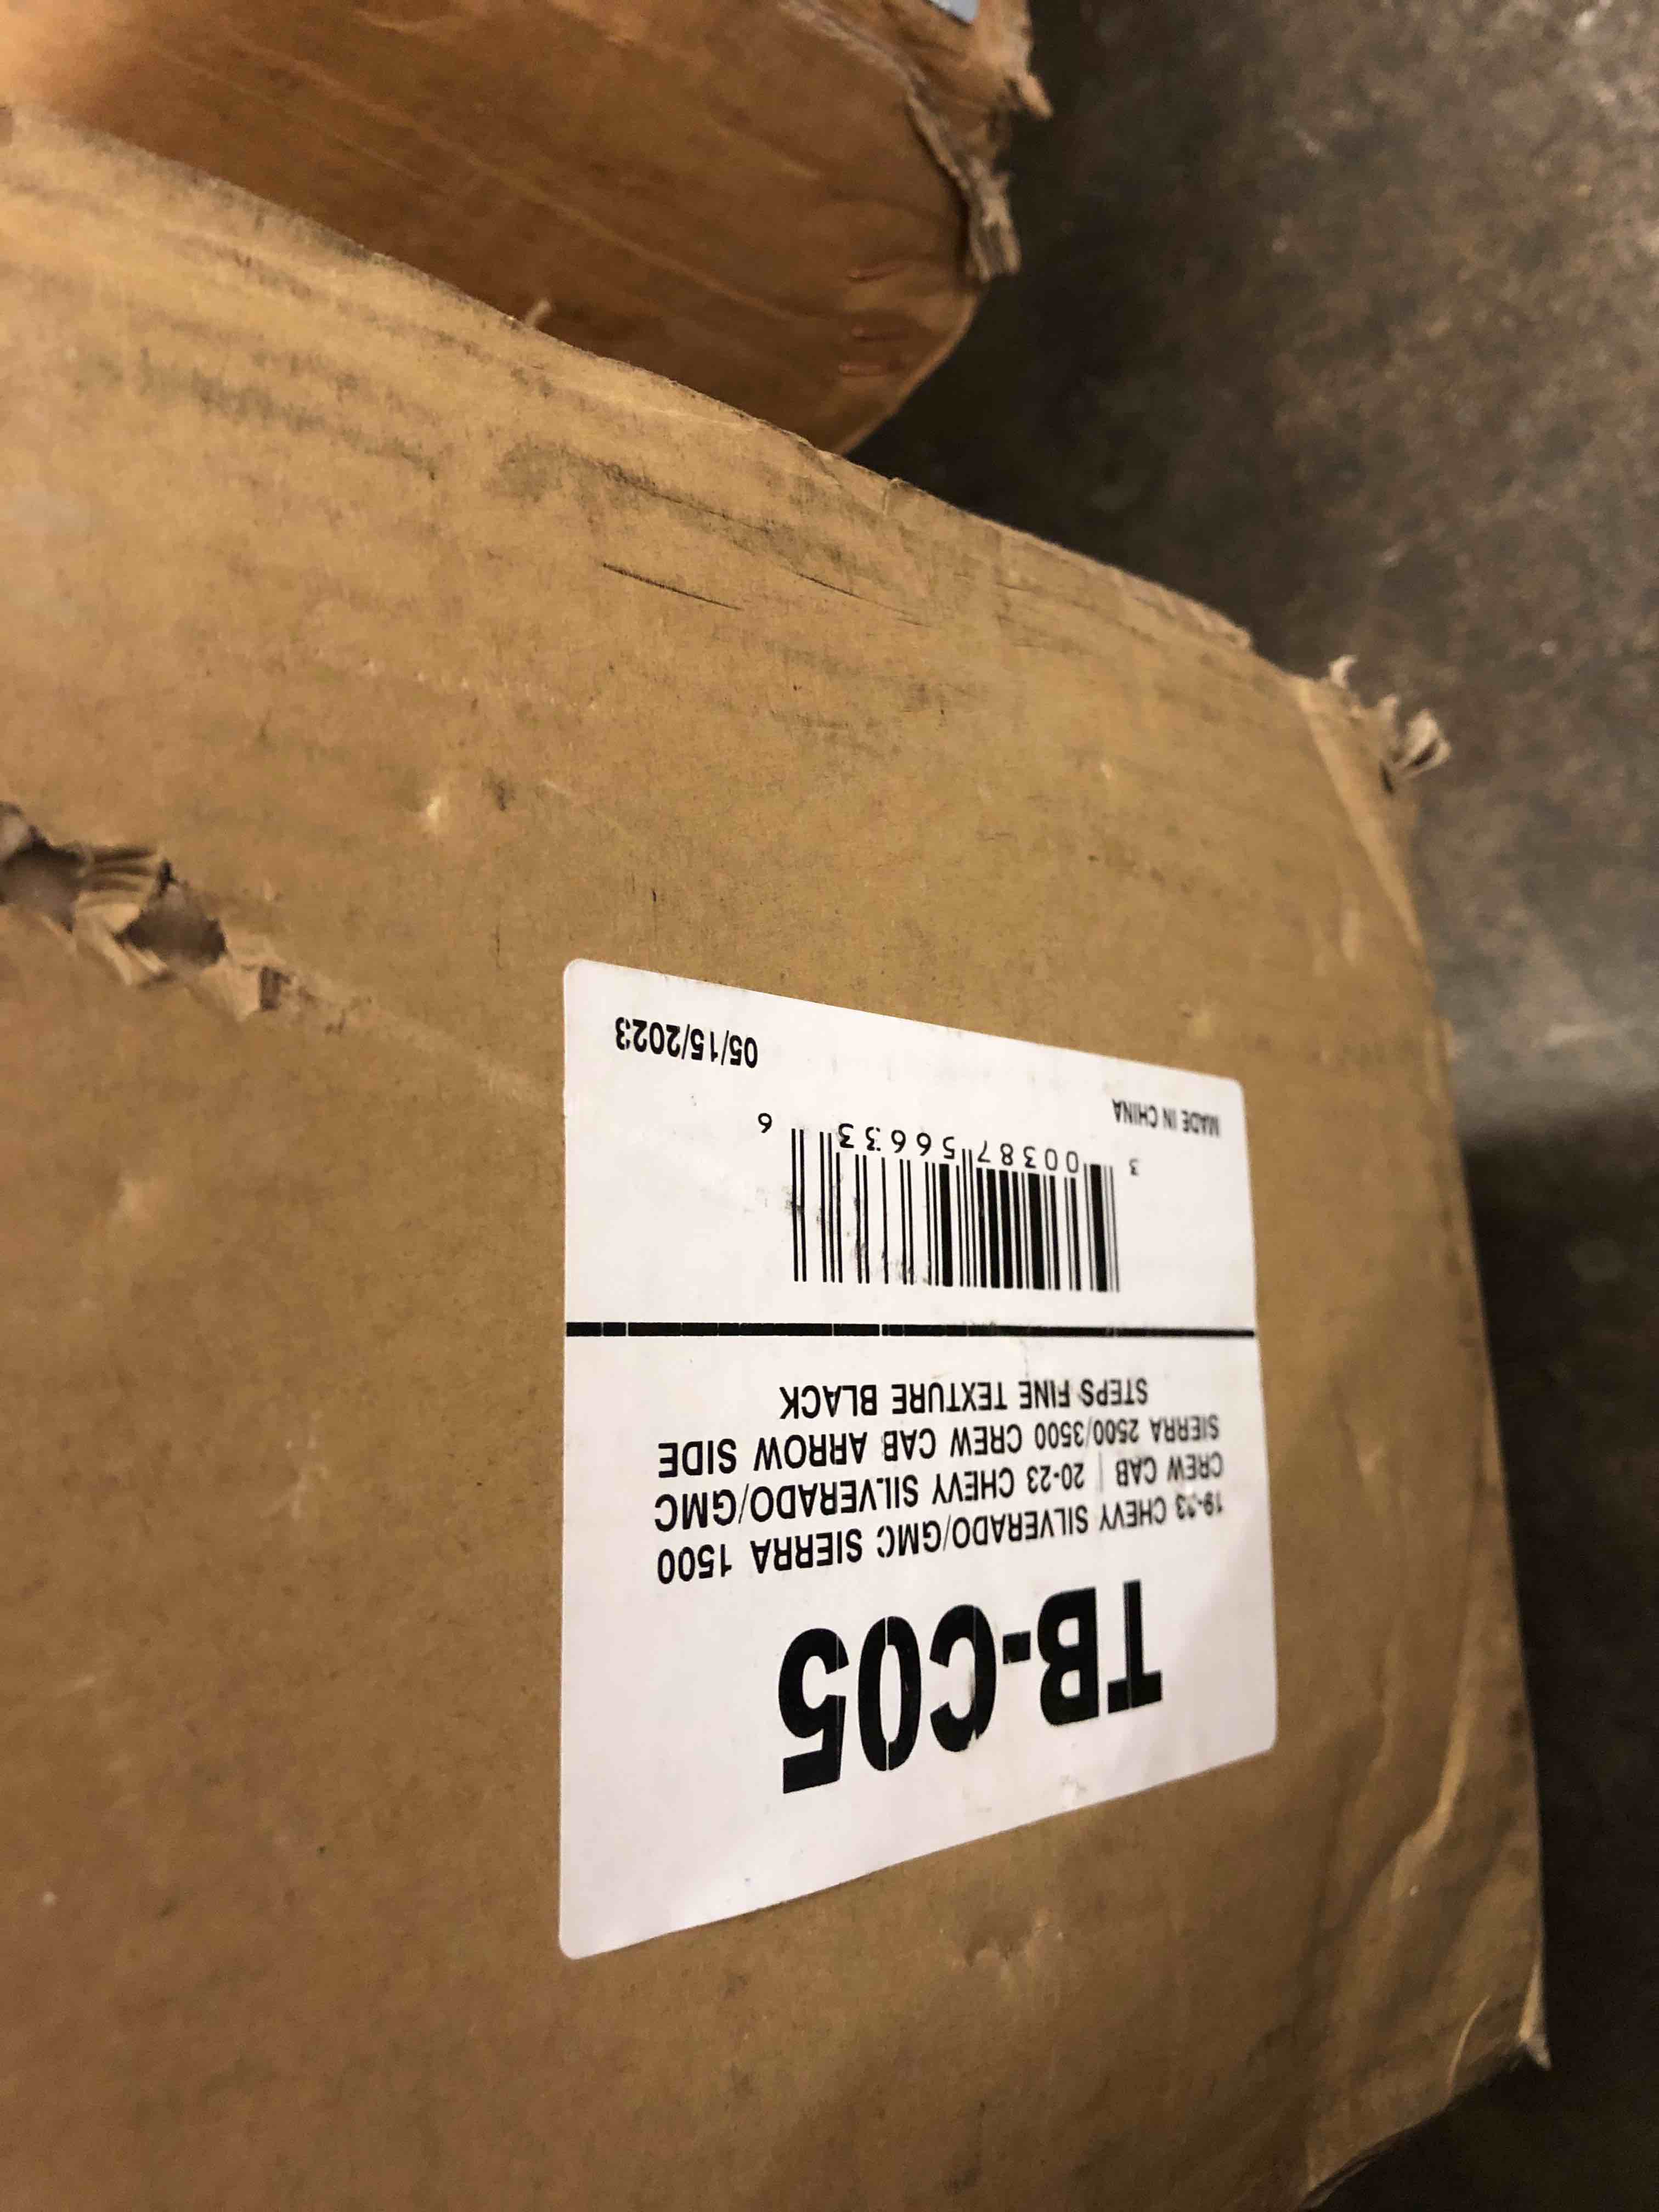 TB-C05
19-23 CHEVY SILVERADO/GMC SIERRA 1500
CREW CAB | 20-23 CHEVY SILVERADO/GMC
SIERRA 2500/3500 CREW CAB ARROW SIDE
STEPS FINE TEXTURE BLACK
3 00387 56633 6
MADE IN CHINA
05/15/2023